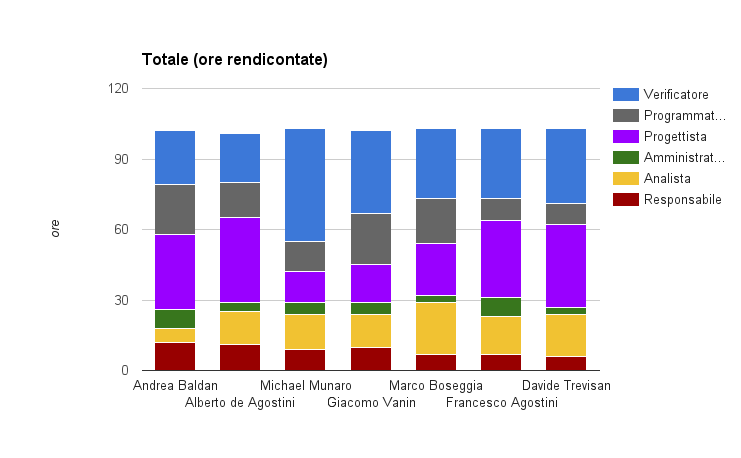 Totale (ore rendicontate)
120
90
60
30
0
ore
Verificatore
Programmat...
Progettista
Amministrat...
Analista
Responsabile
Andrea Baldan
Michael Munaro
Marco Boseggia
Davide Trevisan
Alberto de Agostini
Giacomo Vanin
Francesco Agostini